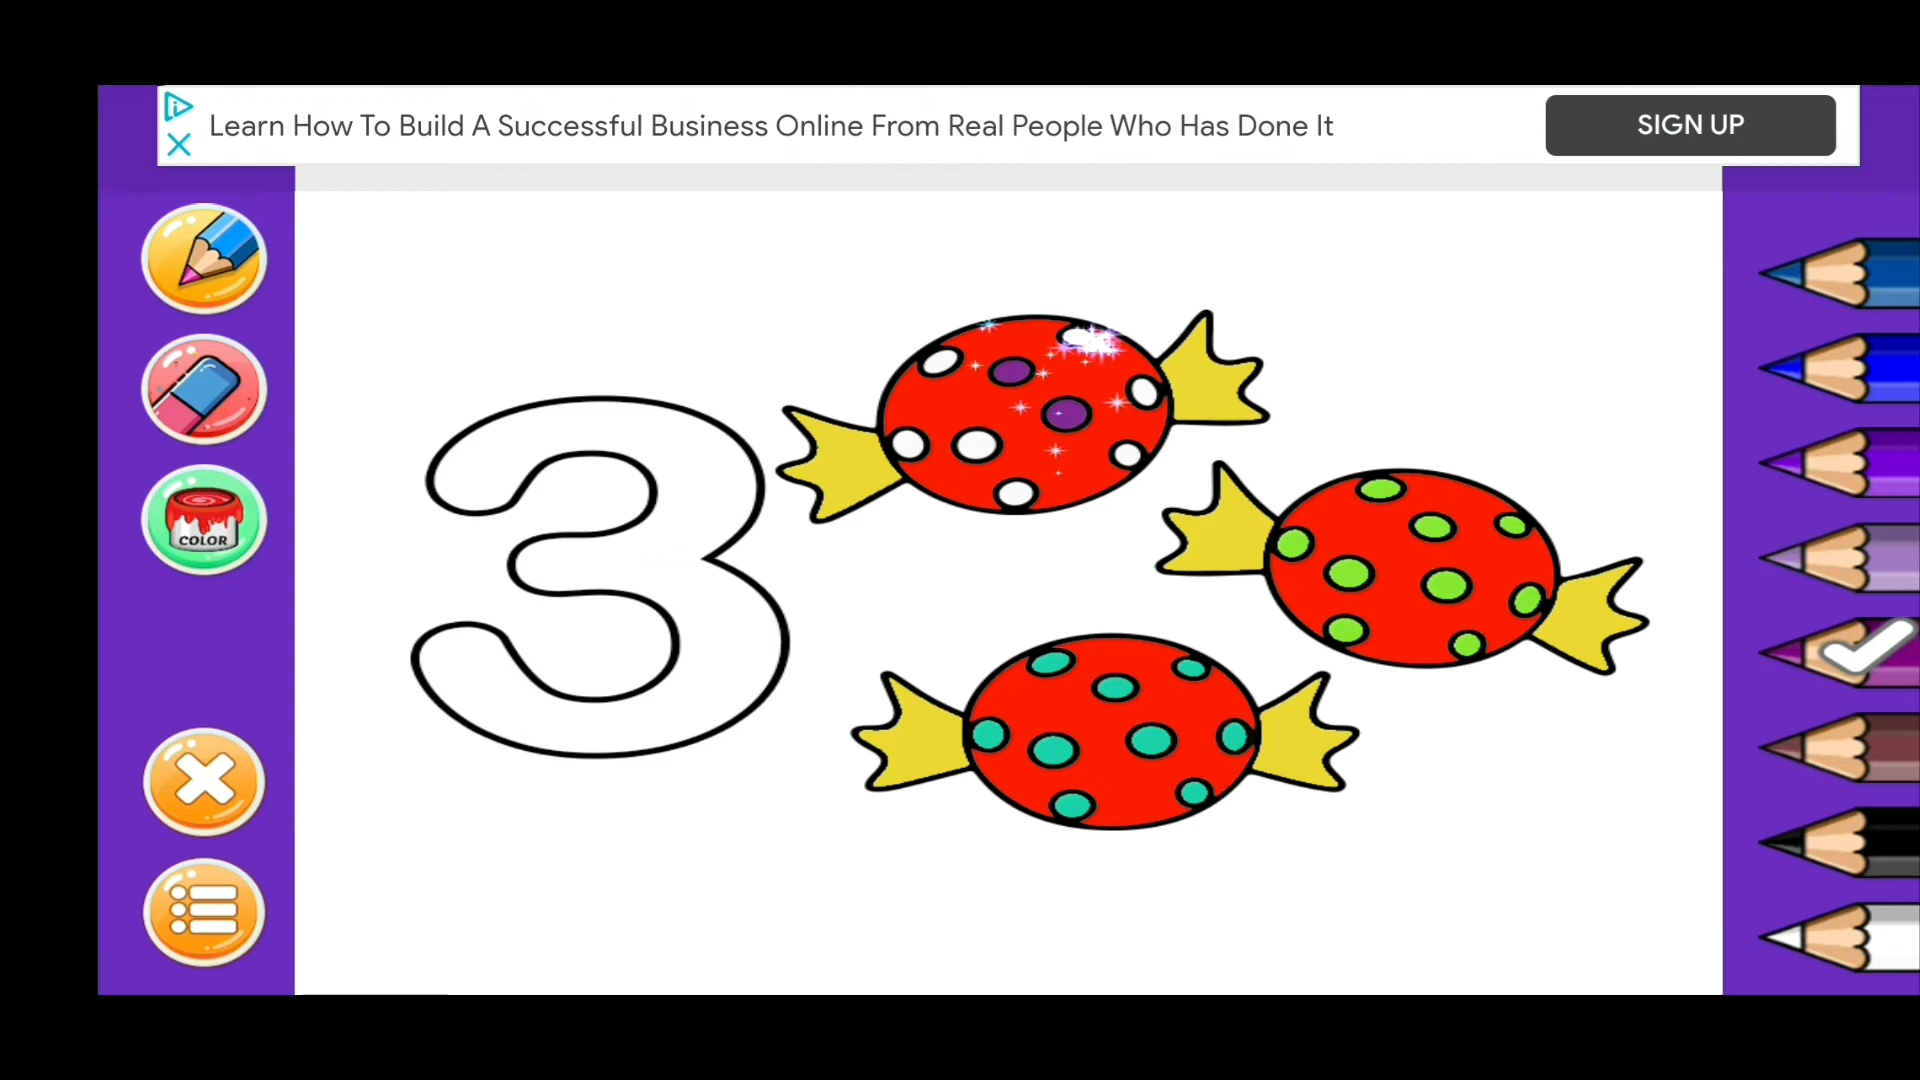 Learn How To Build A Successful Business Online From Real People Who Has Done It
SIGN UP
COLOR
3